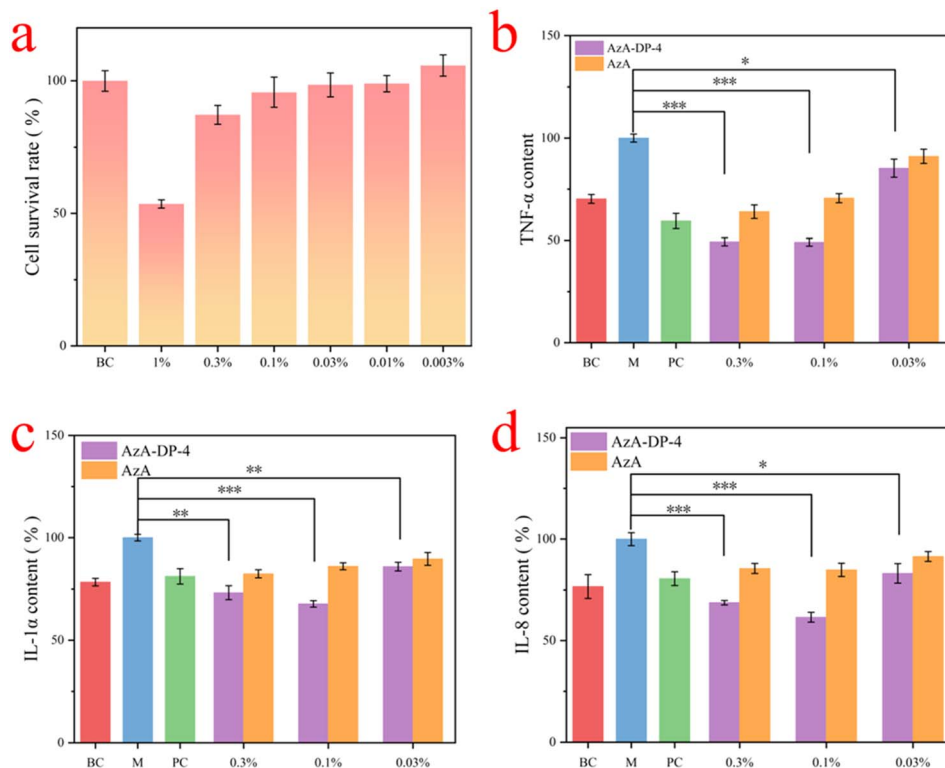 a
Cell survival rate ( % )
100
50
0
BC 1% 0.3% 0.1% 0.03% 0.01% 0.003%
b
AzA-DP-4
AzA
TNF-α content
150
100
50
0
*
***
***
BC M PC 0.3% 0.1% 0.03%
c
AzA-DP-4
AzA
IL-1α content ( % )
150
100
50
0
**
***
**
BC M PC 0.3% 0.1% 0.03%
d
AzA-DP-4
AzA
IL-8 content ( % )
150
100
50
0
*
***
***
BC M PC 0.3% 0.1% 0.03%